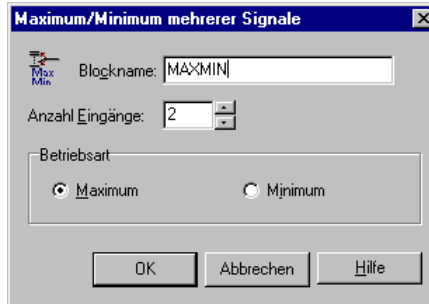 Maximum/Minimum mehrerer Signale
Max
Min
Blockname: MAXMIN
Anzahl Eingänge: 2
Betriebsart
Maximum Minimum
OK Abbrechen Hilfe